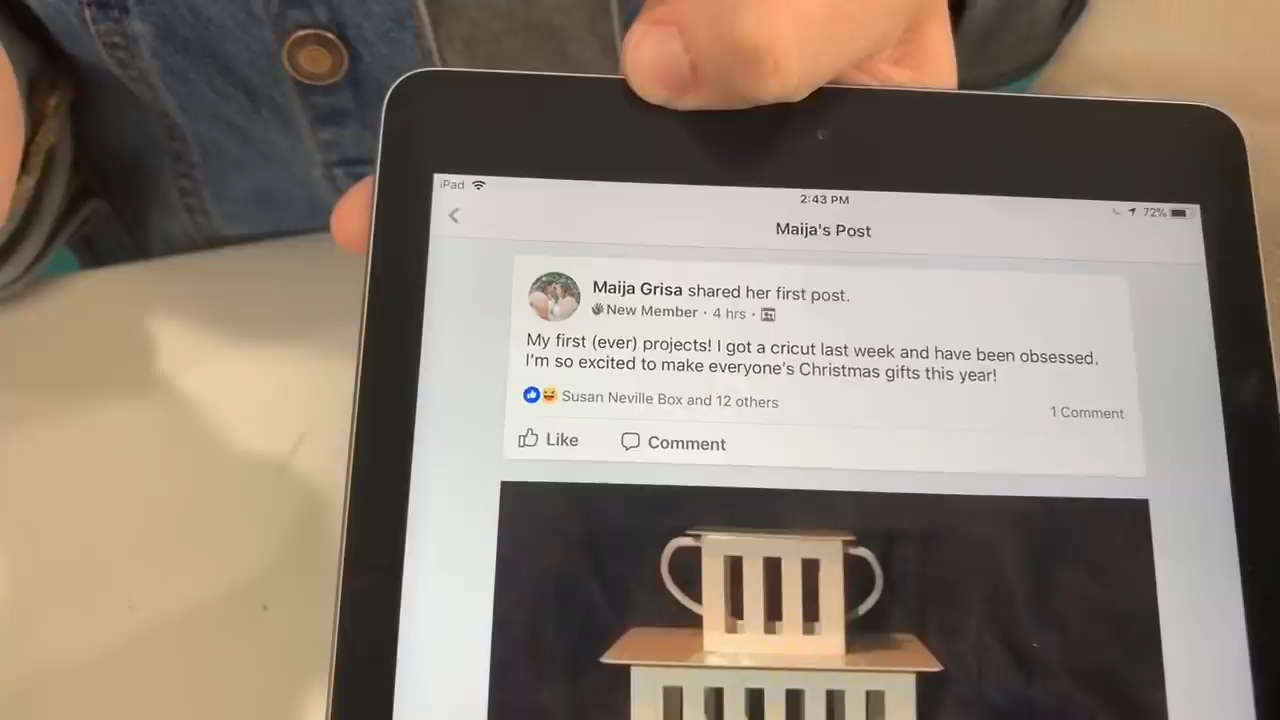 iPad
2:43 PM
72%
Maija's Post
Maija Grisa shared her first post.
New Member · 4 hrs ·
My first (ever) projects! I got a cricut last week and have been obsessed.
I'm so excited to make everyone's Christmas gifts this year!
Susan Neville Box and 12 others
1 Comment
Like
Comment